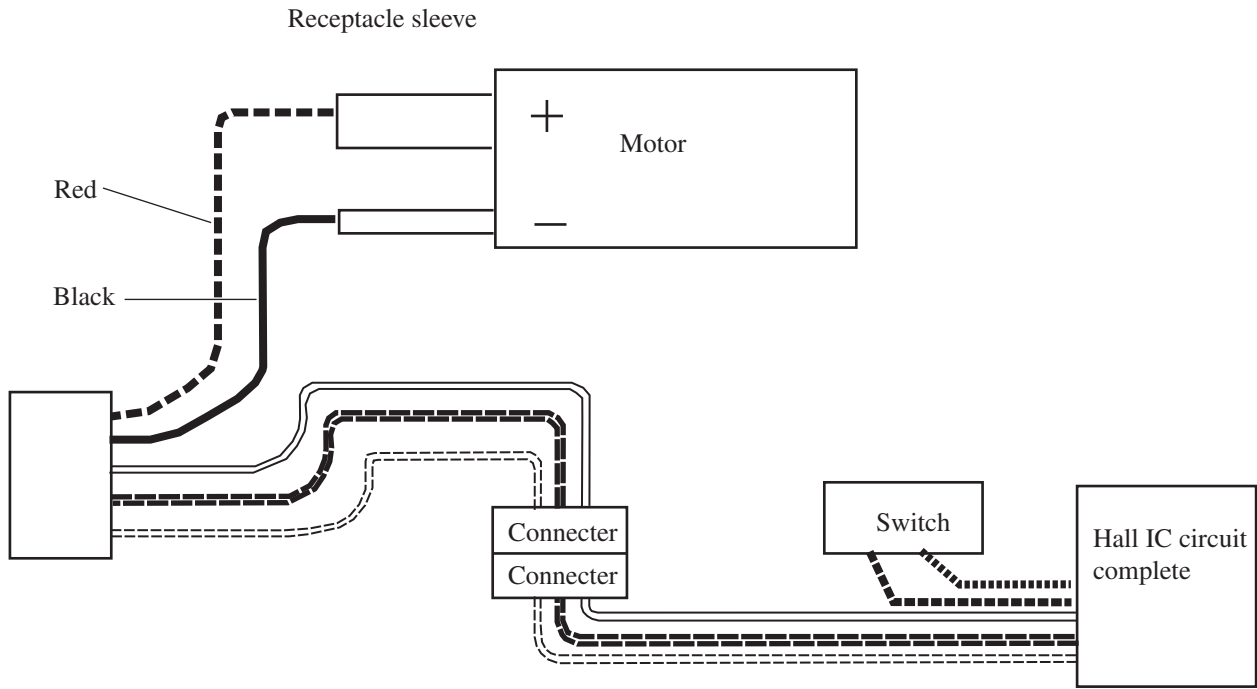 Receptacle sleeve
+
Motor
Red
−
Black
Connecter
Switch
Hall IC circuit
complete
Connecter